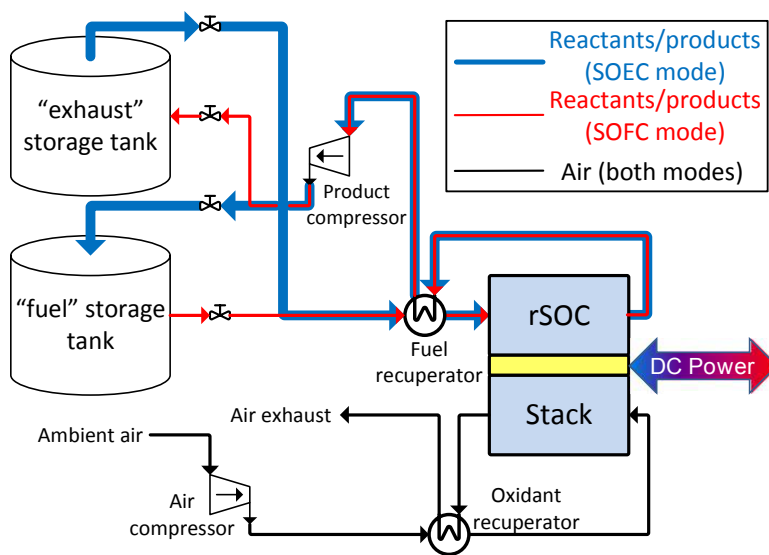 Reactants/products
(SOEC mode)
Reactants/products
(SOFC mode)
Air (both modes)
“exhaust”
storage tank
Product
compressor
“fuel” storage
tank
rSOC
Fuel
recuperator
DC Power
Stack
Air exhaust
Ambient air
Air
compressor
Oxidant
recuperator